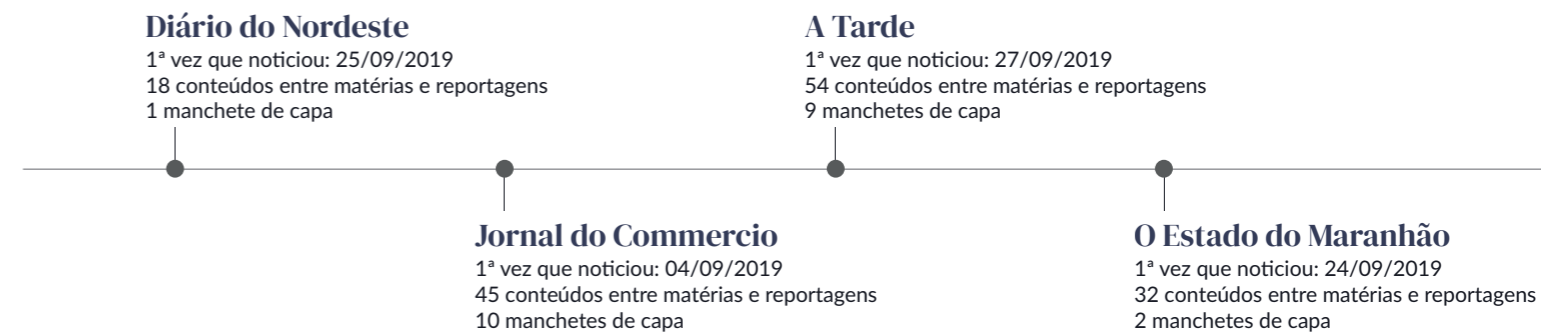 Diário do Nordeste
1ª vez que noticiou: 25/09/2019
18 conteúdos entre matérias e reportagens
1 manchete de capa
Jornal do Commercio
1ª vez que noticiou: 04/09/2019
45 conteúdos entre matérias e reportagens
10 manchetes de capa
A Tarde
1ª vez que noticiou: 27/09/2019
54 conteúdos entre matérias e reportagens
9 manchetes de capa
O Estado do Maranhão
1ª vez que noticiou: 24/09/2019
32 conteúdos entre matérias e reportagens
2 manchetes de capa